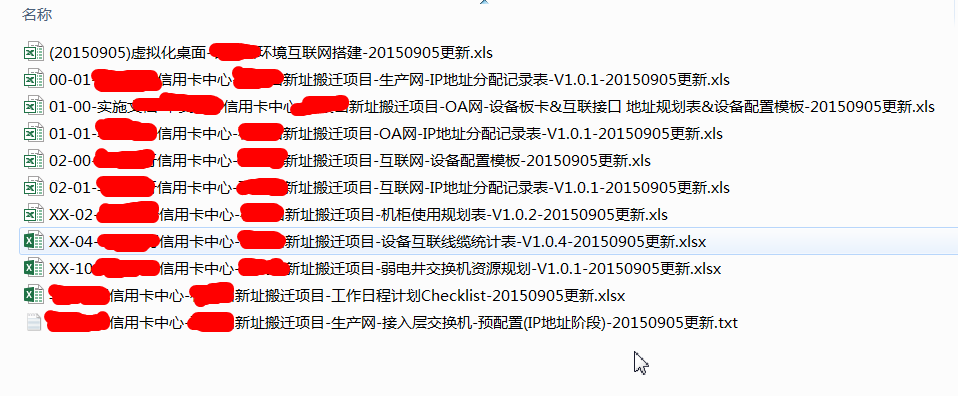 名称
(20150905)虚拟化桌面-环境互联网搭建-20150905更新.xls
00-01-信用卡中心-新址搬迁项目-生产网-IP地址分配记录表-V1.0.1-20150905更新.xls
01-00-实施文档-信用卡中心-新址搬迁项目-OA网-设备板卡&互联接口 地址规划表&设备配置模板-20150905更新.xls
01-01-信用卡中心-新址搬迁项目-OA网-IP地址分配记录表-V1.0.1-20150905更新.xls
02-00-信用卡中心-新址搬迁项目-互联网-设备配置模板-20150905更新.xls
02-01-信用卡中心-新址搬迁项目-互联网-IP地址分配记录表-V1.0.1-20150905更新.xls
XX-02-信用卡中心-新址搬迁项目-机柜使用规划表-V1.0.2-20150905更新.xls
XX-04-信用卡中心-新址搬迁项目-设备互联线缆统计表-V1.0.4-20150905更新.xlsx
XX-10-信用卡中心-新址搬迁项目-弱电井交换机资源规划-V1.0.1-20150905更新.xlsx
信用卡中心-新址搬迁项目-工作日程计划Checklist-20150905更新.xlsx
信用卡中心-新址搬迁项目-生产网-接入层交换机-预配置(IP地址阶段)-20150905更新.txt